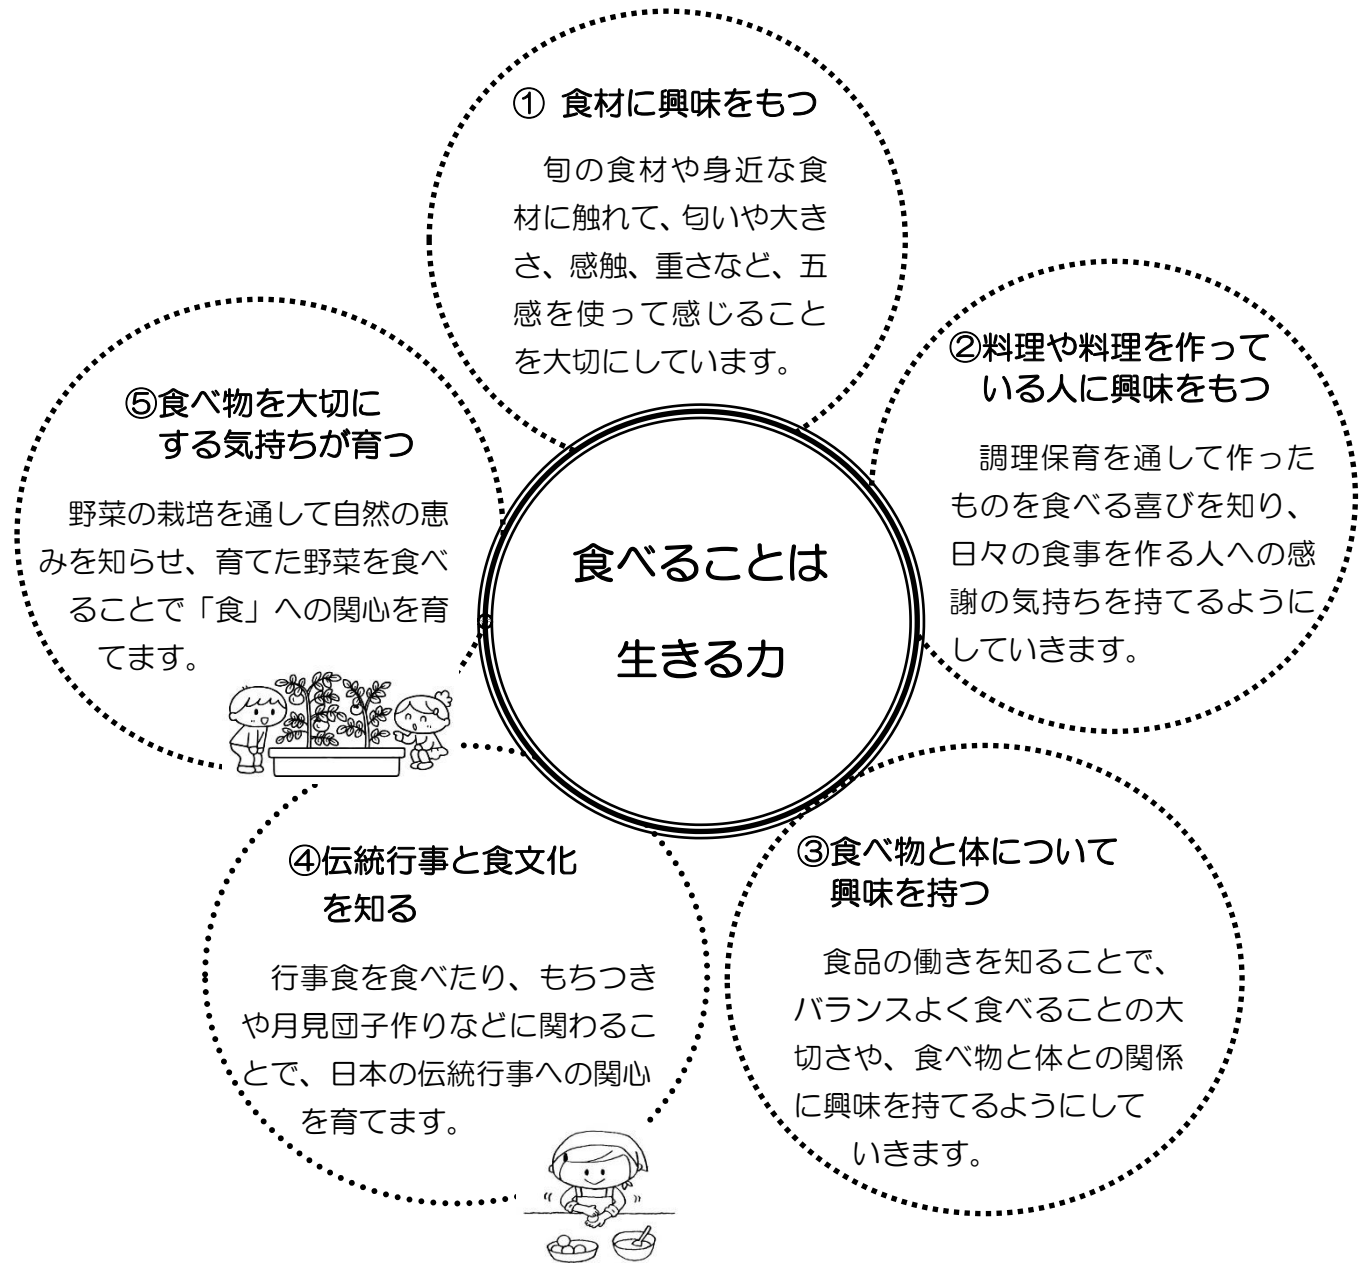 ① 食材に興味をもつ
旬の食材や身近な食
材に触れて、匂いや大き
さ、感触、重さなど、五
感を使って感じること
を大切にしています。
②料理や料理を作って
いる人に興味をもつ
調理保育を通して作った
ものを食べる喜びを知り、
日々の食事を作る人への感
謝の気持ちを持てるように
していきます。
③食べ物と体について
興味を持つ
食品の働きを知ることで、
バランスよく食べることの大
切さや、食べ物と体との関係
に興味を持てるようにして
いきます。
④伝統行事と食文化
を知る
行事食を食べたり、もちつき
や月見団子作りなどに関わるこ
とで、日本の伝統行事への関心
を育てます。
⑤食べ物を大切に
する気持ちが育つ
野菜の栽培を通して自然の恵
みを知らせ、育てた野菜を食べ
ることで「食」への関心を育
てます。
食べることは
生きる力